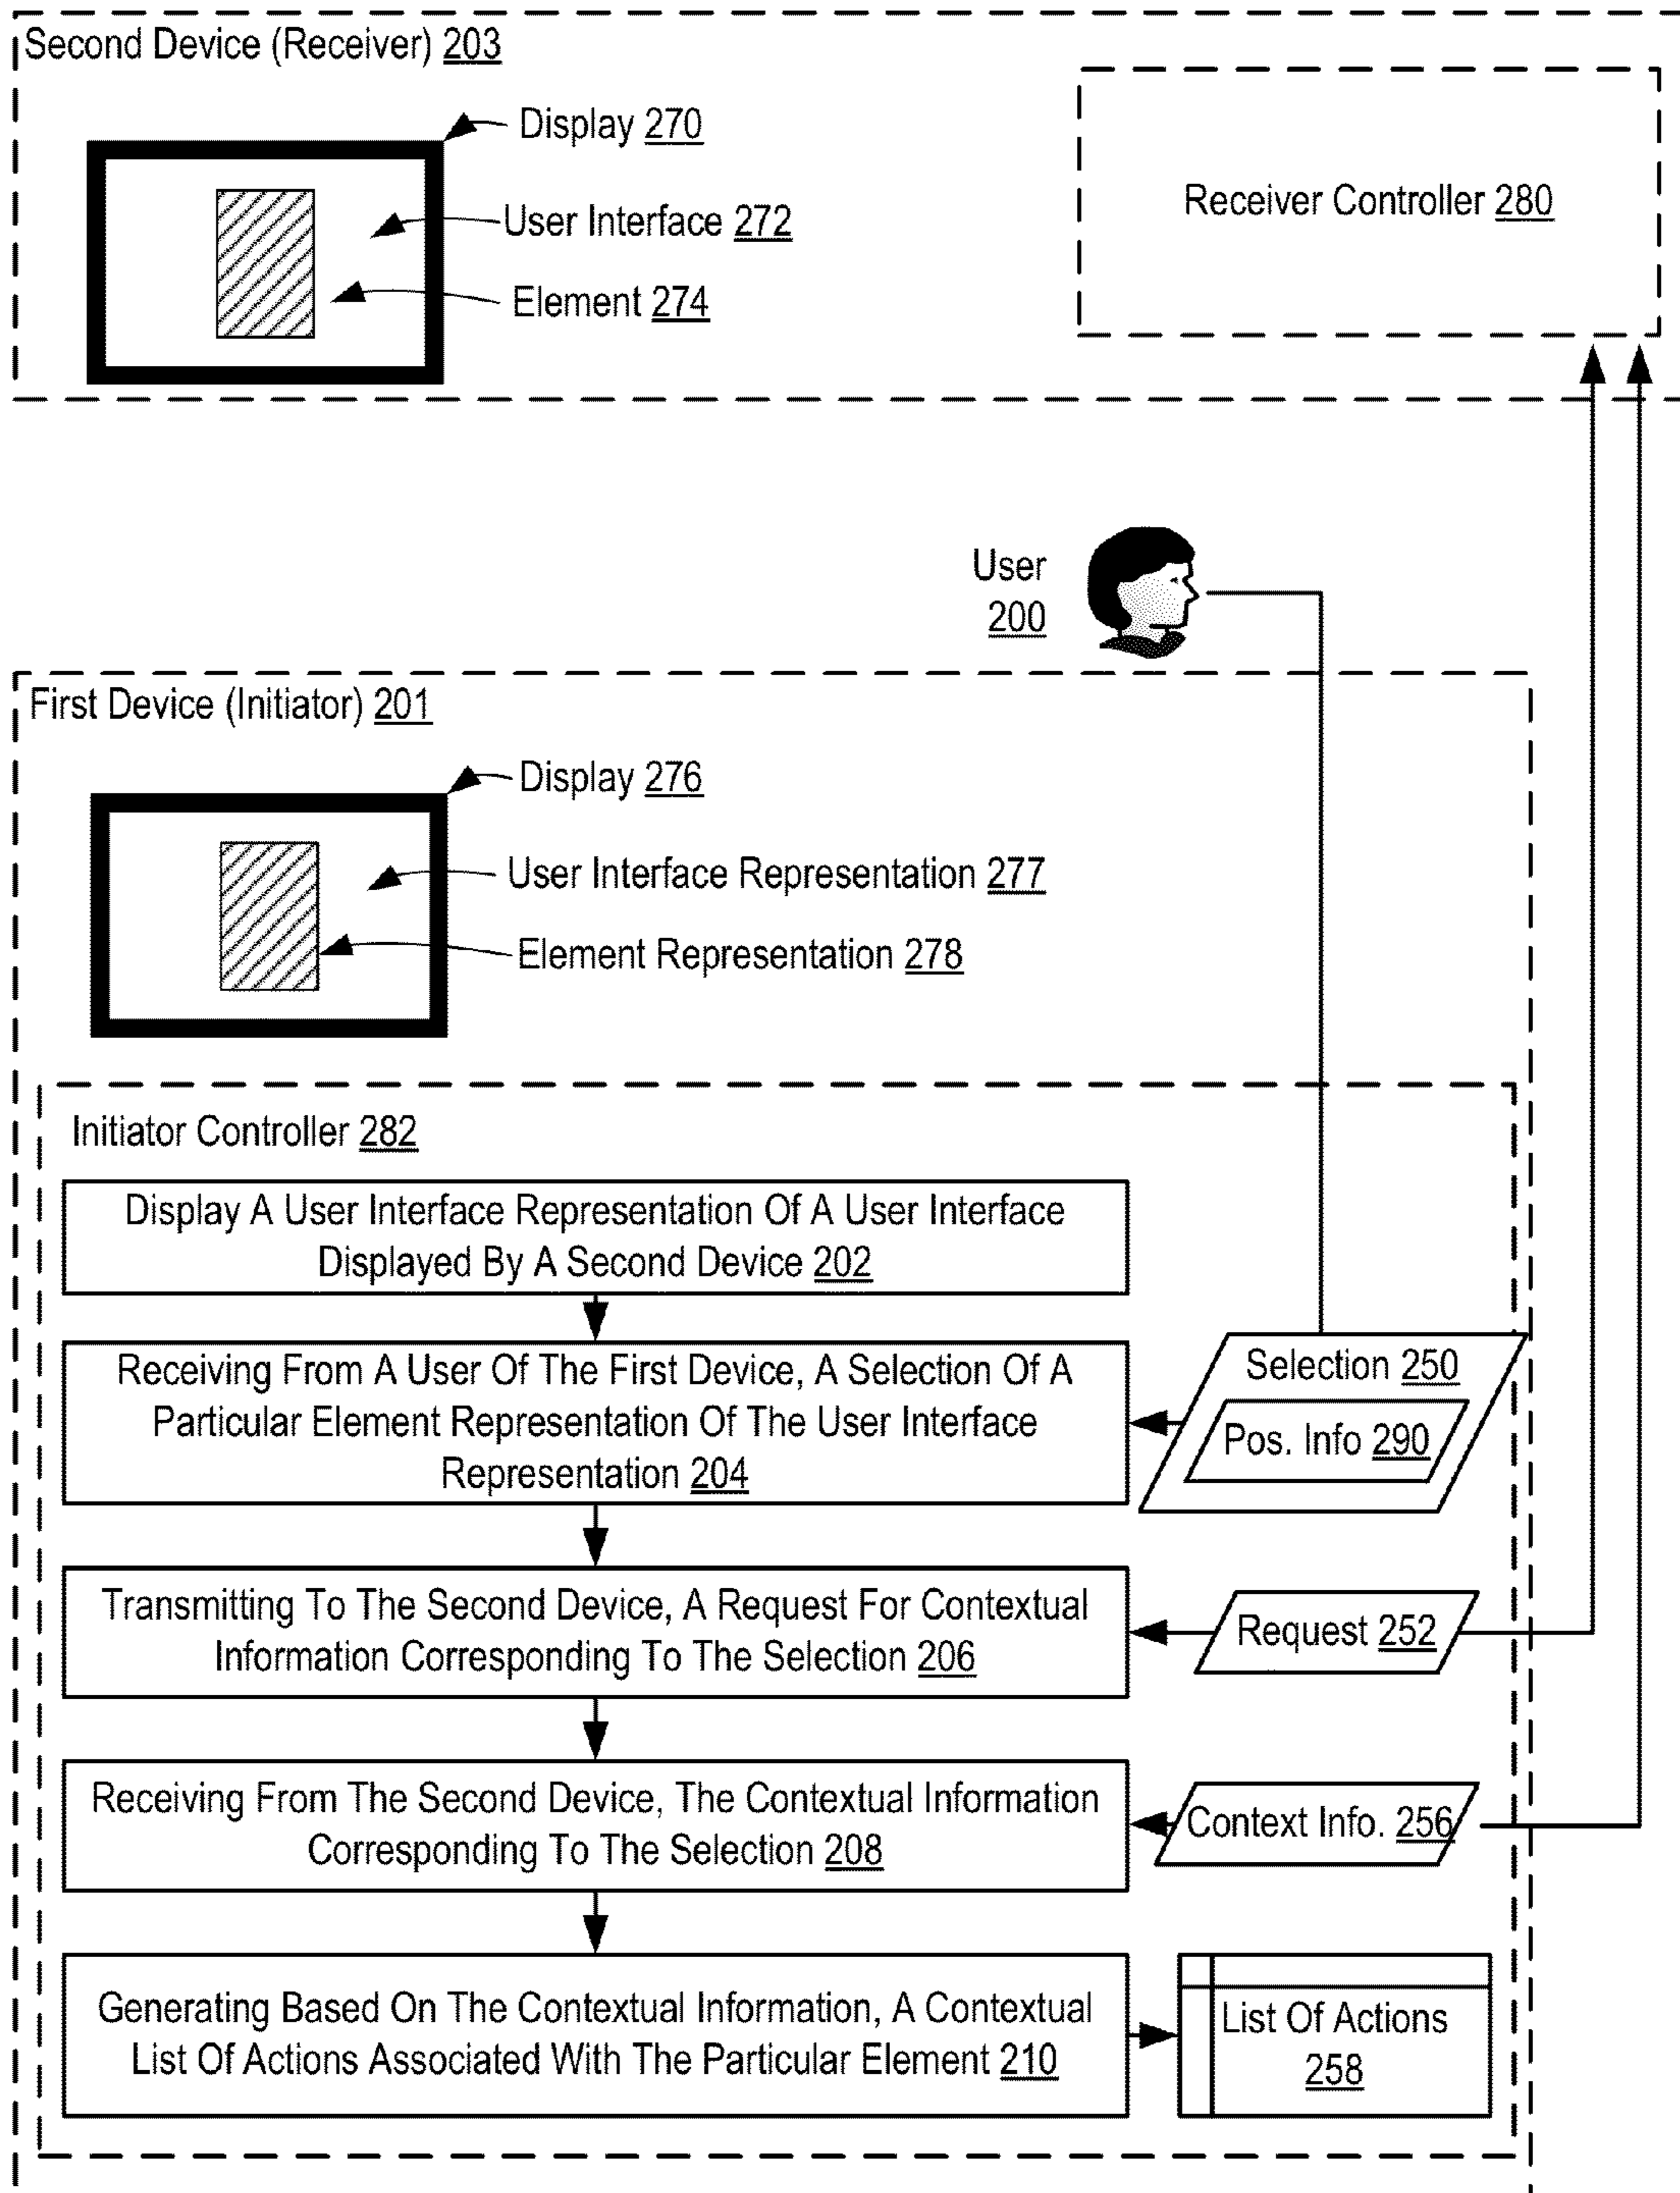 Second Device (Receiver) 203
Display 270
User Interface 272
Element 274
Receiver Controller 280
User
200
First Device (Initiator) 201
Display 276
User Interface Representation 277
Element Representation 278
Initiator Controller 282
Display A User Interface Representation Of A User Interface
Displayed By A Second Device 202
Receiving From A User Of The First Device, A Selection Of A
Particular Element Representation Of The User Interface
Representation 204
Selection 250
Pos. Info 290
Transmitting To The Second Device, A Request For Contextual
Information Corresponding To The Selection 206
Request 252
Receiving From The Second Device, The Contextual Information
Corresponding To The Selection 208
Context Info. 256
Generating Based On The Contextual Information, A Contextual
List Of Actions Associated With The Particular Element 210
List Of Actions
258